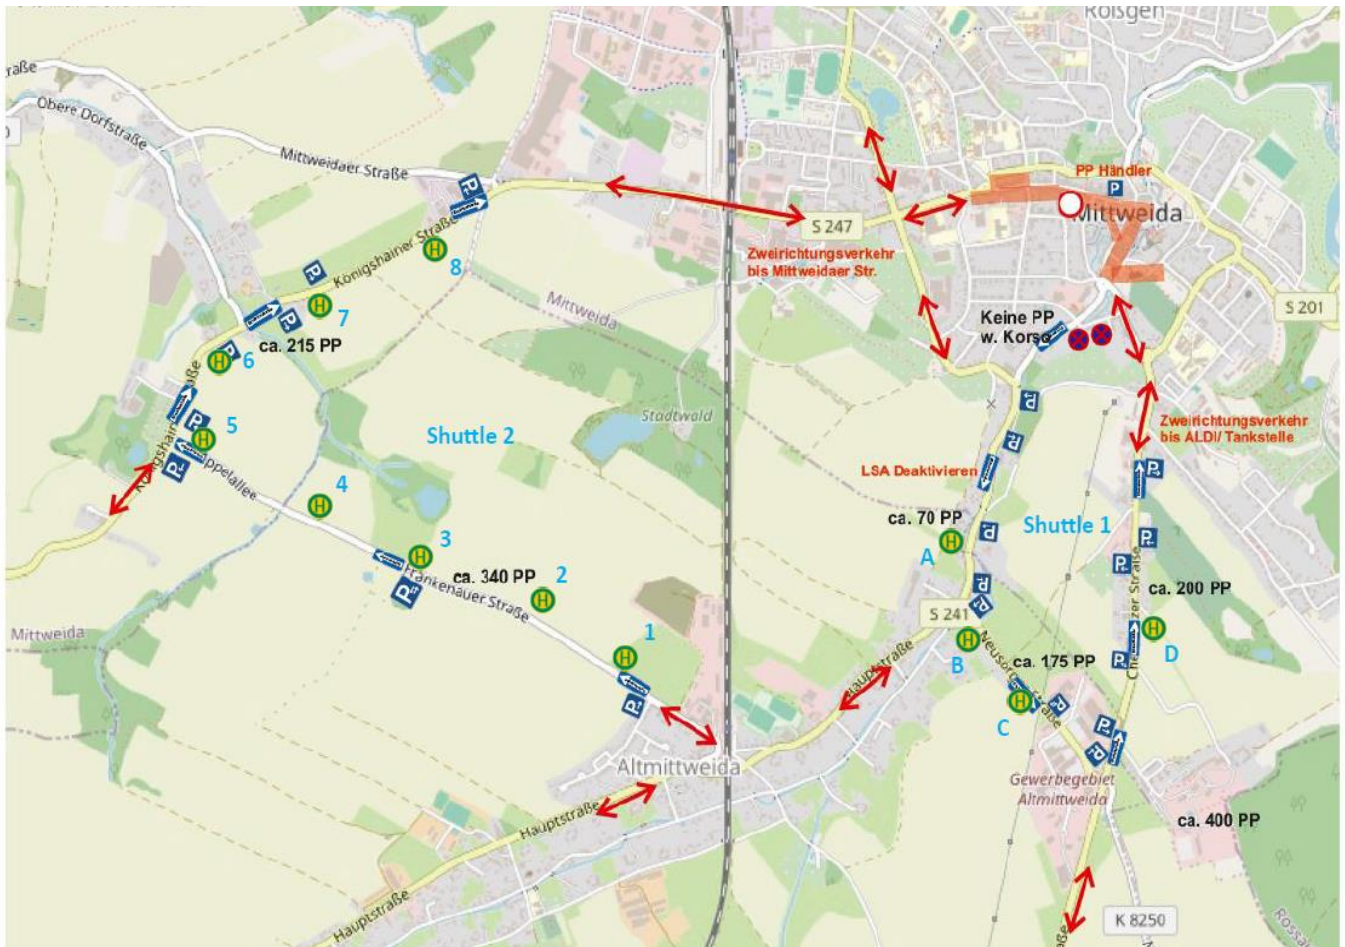 Roßgen
raße
Obere Dorfstraße
Mittweidaer Straße
PP Händler
P
Mittweida
S 247
Zweirichtungsverkehr
bis Mittweidaer Str.
Königshainer Straße
H
8
P
P
P
H
7
Mittweida
S 201
Keine PP
w. Korso
ca. 215 PP
P
H
6
Stadtwald
P
H
5
P
Shuttle 2
Zweirichtungsverkehr
bis ALDI/ Tankstelle
LSA Deaktivieren
P
P
P
4
H
ca. 70 PP
Shuttle 1
H
A
P
P
3
H
Frankenauer Straße
P
ca. 340 PP
2
H
P
ca. 200 PP
P
P
Mittweida
S 241
H
B
Hauptstraße
H
D
1
H
P
ca. 175 PP
P
H
C
P
P
P
Altmittweida
Gewerbegebiet
Altmittweida
Hauptstraße
ca. 400 PP
Hauptstraße
K 8250